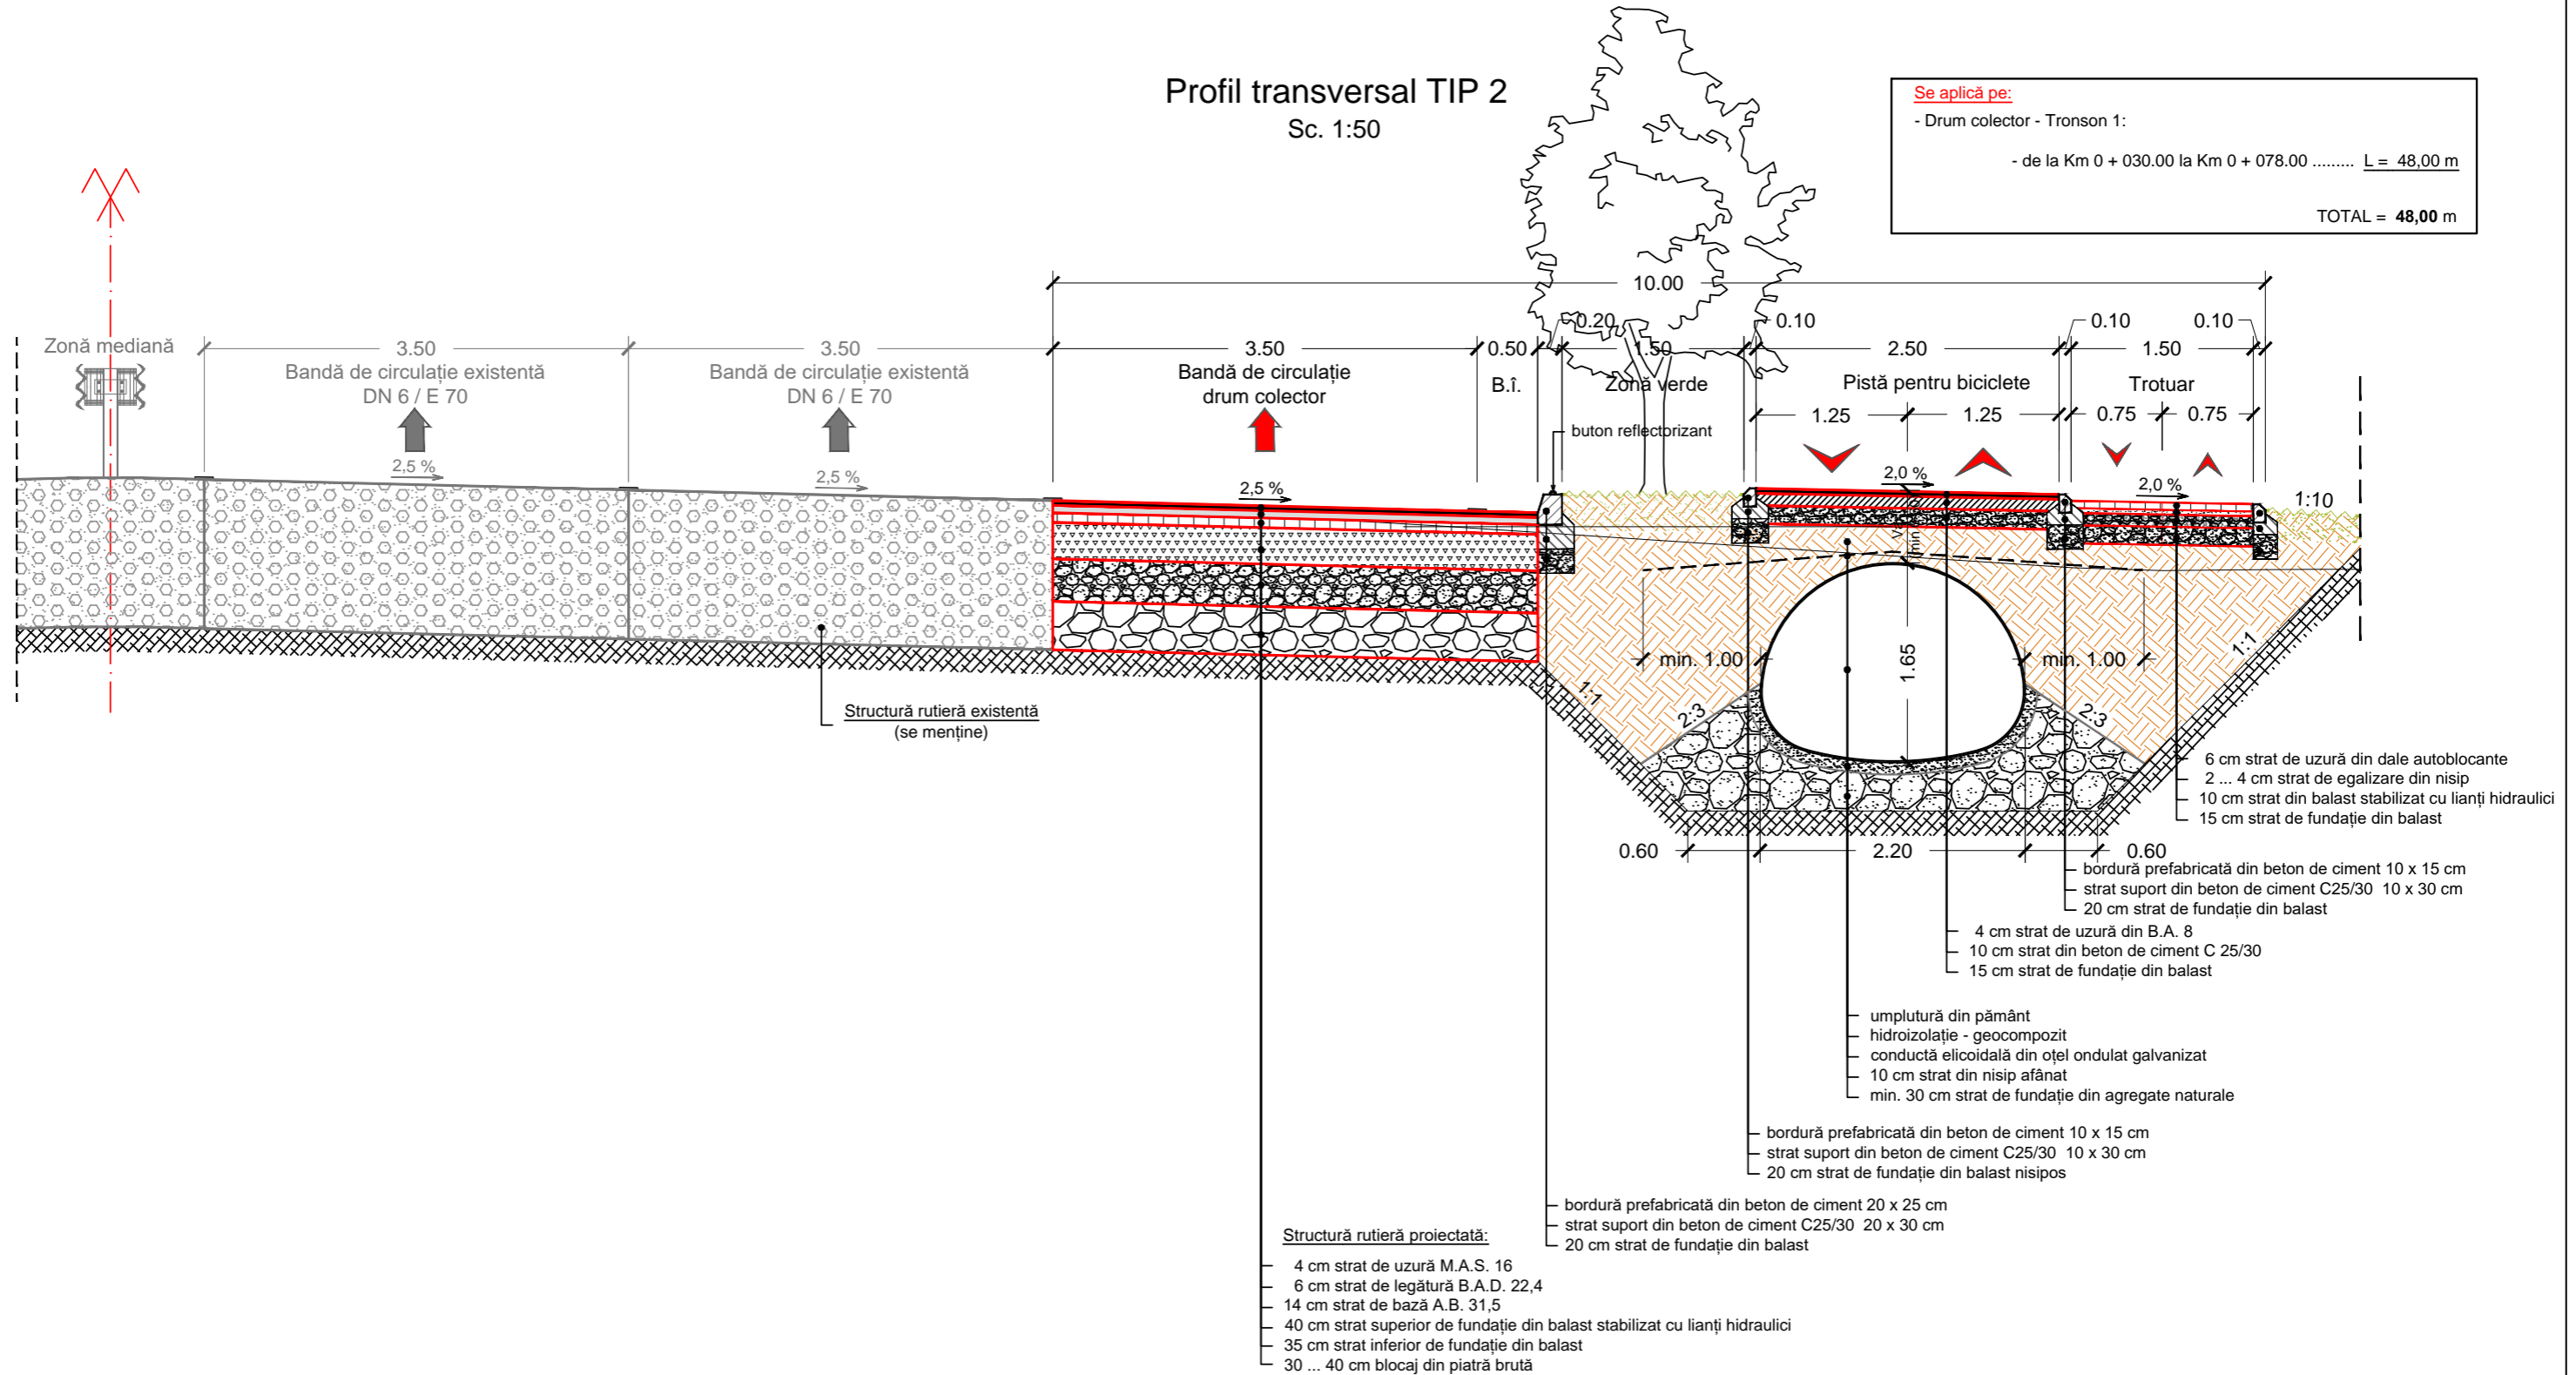 Profil transversal TIP 2
Sc. 1:50
Se aplică pe:
- Drum colector - Tronson 1:
- de la Km 0 + 030.00 la Km 0 + 078.00 ......... L = 48,00 m
TOTAL = 48,00 m
10.00
0.20
0.10
0.10
0.10
Zonă mediană
3.50
3.50
3.50
0.50
1.50
2.50
1.50
Bandă de circulație existentă
DN 6 / E 70
Bandă de circulație existentă
DN 6 / E 70
Bandă de circulație
drum colector
B.î.
Zonă verde
Pistă pentru biciclete
Trotuar
1.25
1.25
0.75
0.75
buton reflectorizant
2,5 %
2,5 %
2,5 %
2,0 %
2,0 %
1:10
min. 1.00
1.65
min. 1.00
1:1
1:1
2:3
2:3
Structură rutieră existentă
(se menține)
0.60
2.20
0.60
6 cm strat de uzură din dale autoblocante
2 ... 4 cm strat de egalizare din nisip
10 cm strat din balast stabilizat cu lianți hidraulici
15 cm strat de fundație din balast
bordură prefabricată din beton de ciment 10 x 15 cm
strat suport din beton de ciment C25/30 10 x 30 cm
20 cm strat de fundație din balast
4 cm strat de uzură din B.A. 8
10 cm strat din beton de ciment C 25/30
15 cm strat de fundație din balast
umplutură din pământ
hidroizolație - geocompozit
conductă elicoidală din oțel ondulat galvanizat
10 cm strat din nisip afânat
min. 30 cm strat de fundație din agregate naturale
bordură prefabricată din beton de ciment 10 x 15 cm
strat suport din beton de ciment C25/30 10 x 30 cm
20 cm strat de fundație din balast nisipos
bordură prefabricată din beton de ciment 20 x 25 cm
strat suport din beton de ciment C25/30 20 x 30 cm
20 cm strat de fundație din balast
Structură rutieră proiectată:
4 cm strat de uzură M.A.S. 16
6 cm strat de legătură B.A.D. 22,4
14 cm strat de bază A.B. 31,5
40 cm strat superior de fundație din balast stabilizat cu lianți hidraulici
35 cm strat inferior de fundație din balast
30 ... 40 cm blocaj din piatră brută